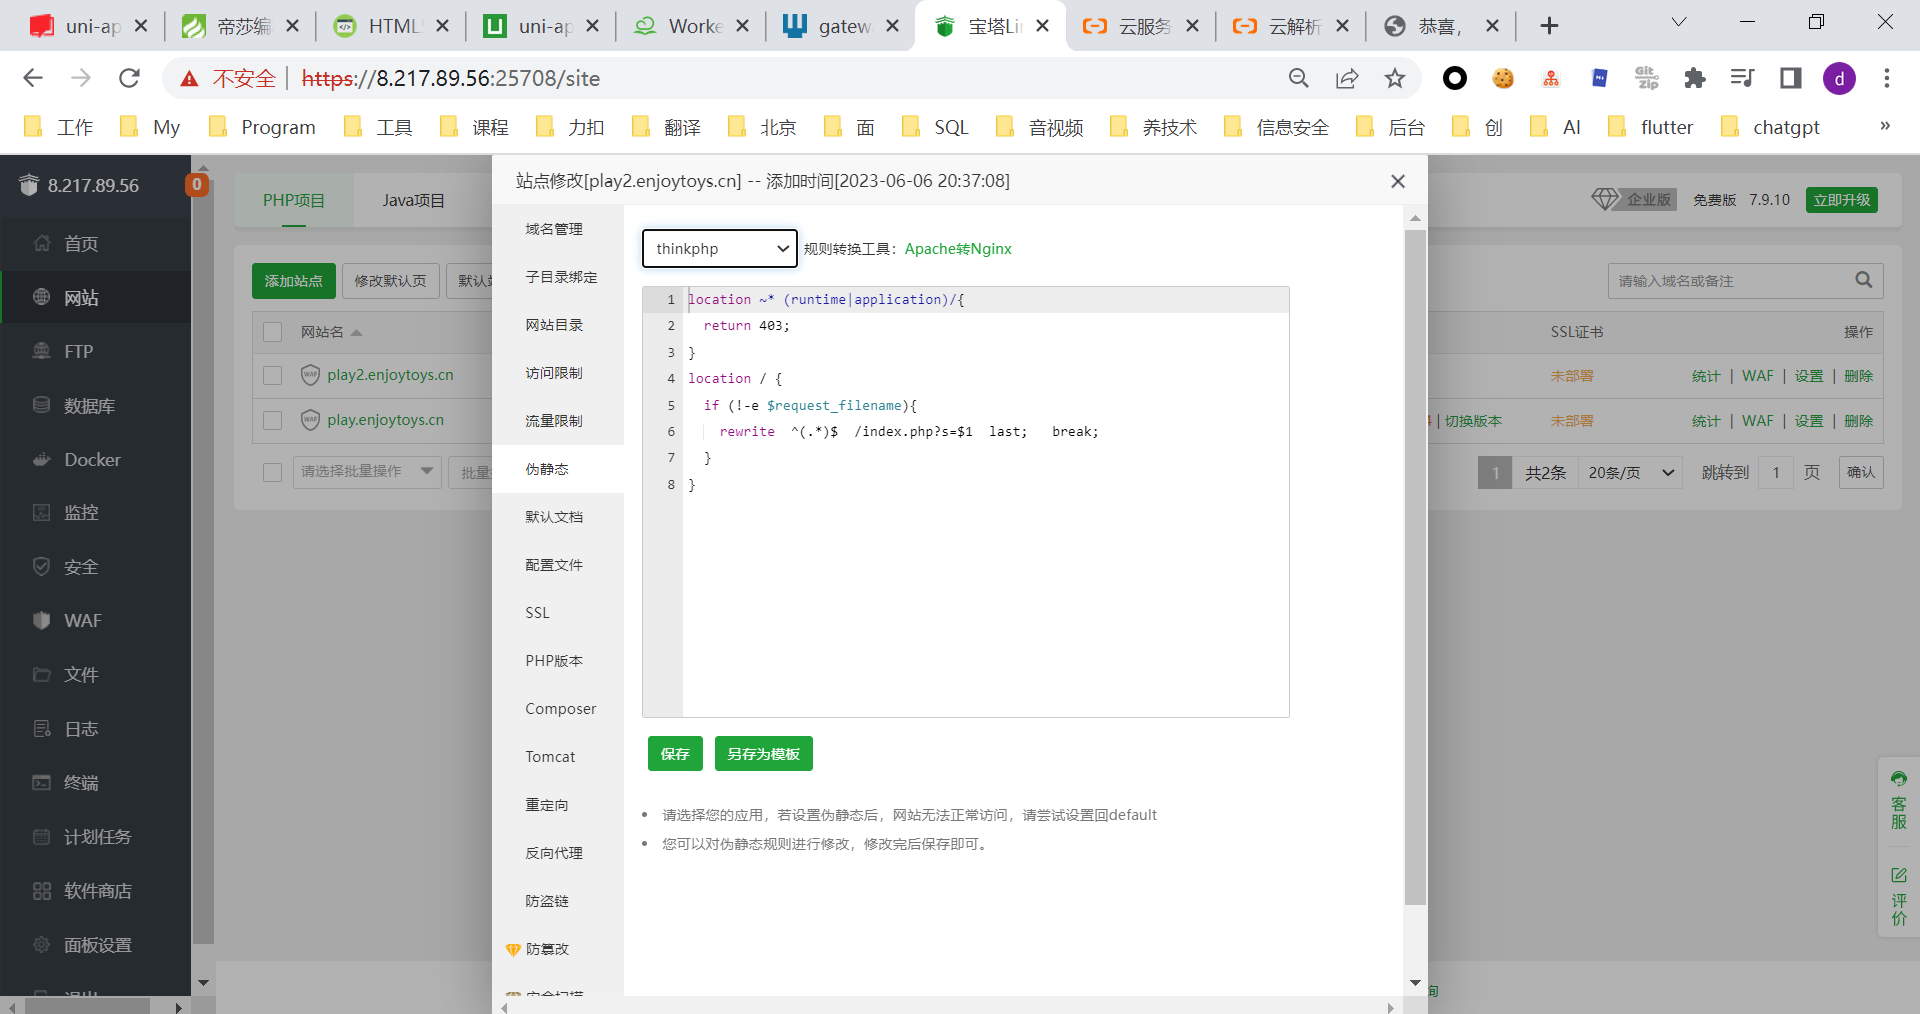 uni-ap
帝莎编
HTML5
uni-ap
Worke
gatew
宝塔Lin
云服务
云解析
恭喜,
不安全 https://8.217.89.56:25708/site
工作 My Program 工具 课程 力扣 翻译 北京 面 SQL 音视频 养技术 信息安全 后台 创 AI flutter chatgpt »
8.217.89.56
0
首页
网站
FTP
数据库
Docker
监控
安全
WAF
文件
日志
终端
计划任务
软件商店
面板设置
退出
PHP项目 Java项目
企业版 免费版 7.9.10 立即升级
添加站点 修改默认页
请输入域名或备注
网站名
SSL证书 操作
play2.enjoytoys.cn
未部署 统计 | WAF | 设置 | 删除
play.enjoytoys.cn
| 切换版本 未部署 统计 | WAF | 设置 | 删除
请选择批量操作
1 共2条 20条/页 跳转到 1 页 确认
站点修改[play2.enjoytoys.cn] -- 添加时间[2023-06-06 20:37:08]
域名管理
子目录绑定
网站目录
访问限制
流量限制
伪静态
默认文档
配置文件
SSL
PHP版本
Composer
Tomcat
重定向
反向代理
防盗链
防篡改
安全扫描
thinkphp 规则转换工具: Apache转Nginx
1 location ~* (runtime|application)/{
2 return 403;
3 }
4 location / {
5 if (!-e $request_filename){
6 rewrite ^(.*)$ /index.php?s=$1 last; break;
7 }
8 }
保存 另存为模板
请选择您的应用，若设置伪静态后，网站无法正常访问，请尝试设置回default
您可以对伪静态规则进行修改，修改完后保存即可。
客服
评价
d
Git Zip